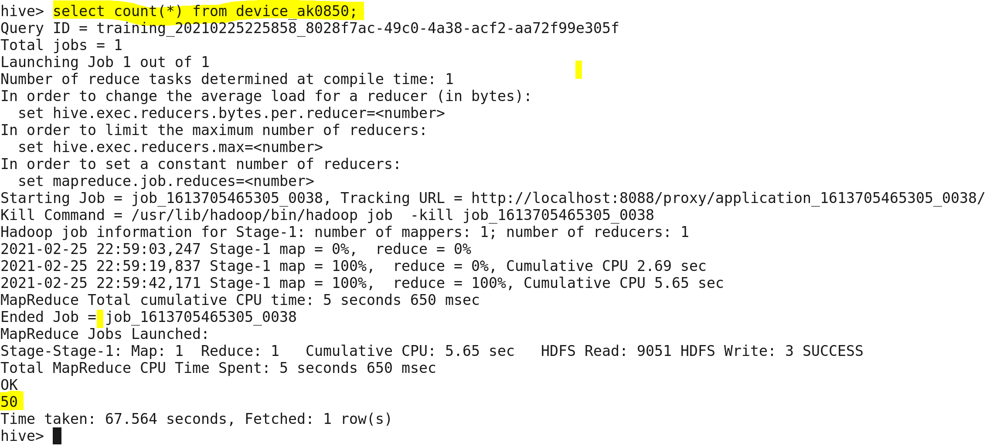 hive> select count(*) from device_ak0850;
Query ID = training_20210225225858_8028f7ac-49c0-4a38-acf2-aa72f99e305f
Total jobs = 1
Launching Job 1 out of 1
Number of reduce tasks determined at compile time: 1
In order to change the average load for a reducer (in bytes):
  set hive.exec.reducers.bytes.per.reducer=<number>
In order to limit the maximum number of reducers:
  set hive.exec.reducers.max=<number>
In order to set a constant number of reducers:
  set mapreduce.job.reduces=<number>
Starting Job = job_1613705465305_0038, Tracking URL = http://localhost:8088/proxy/application_1613705465305_0038/
Kill Command = /usr/lib/hadoop/bin/hadoop job  -kill job_1613705465305_0038
Hadoop job information for Stage-1: number of mappers: 1; number of reducers: 1
2021-02-25 22:59:03,247 Stage-1 map = 0%,  reduce = 0%
2021-02-25 22:59:19,837 Stage-1 map = 100%,  reduce = 0%, Cumulative CPU 2.69 sec
2021-02-25 22:59:42,171 Stage-1 map = 100%,  reduce = 100%, Cumulative CPU 5.65 sec
MapReduce Total cumulative CPU time: 5 seconds 650 msec
Ended Job = job_1613705465305_0038
MapReduce Jobs Launched:
Stage-Stage-1: Map: 1  Reduce: 1   Cumulative CPU: 5.65 sec   HDFS Read: 9051 HDFS Write: 3 SUCCESS
Total MapReduce CPU Time Spent: 5 seconds 650 msec
OK
50
Time taken: 67.564 seconds, Fetched: 1 row(s)
hive>